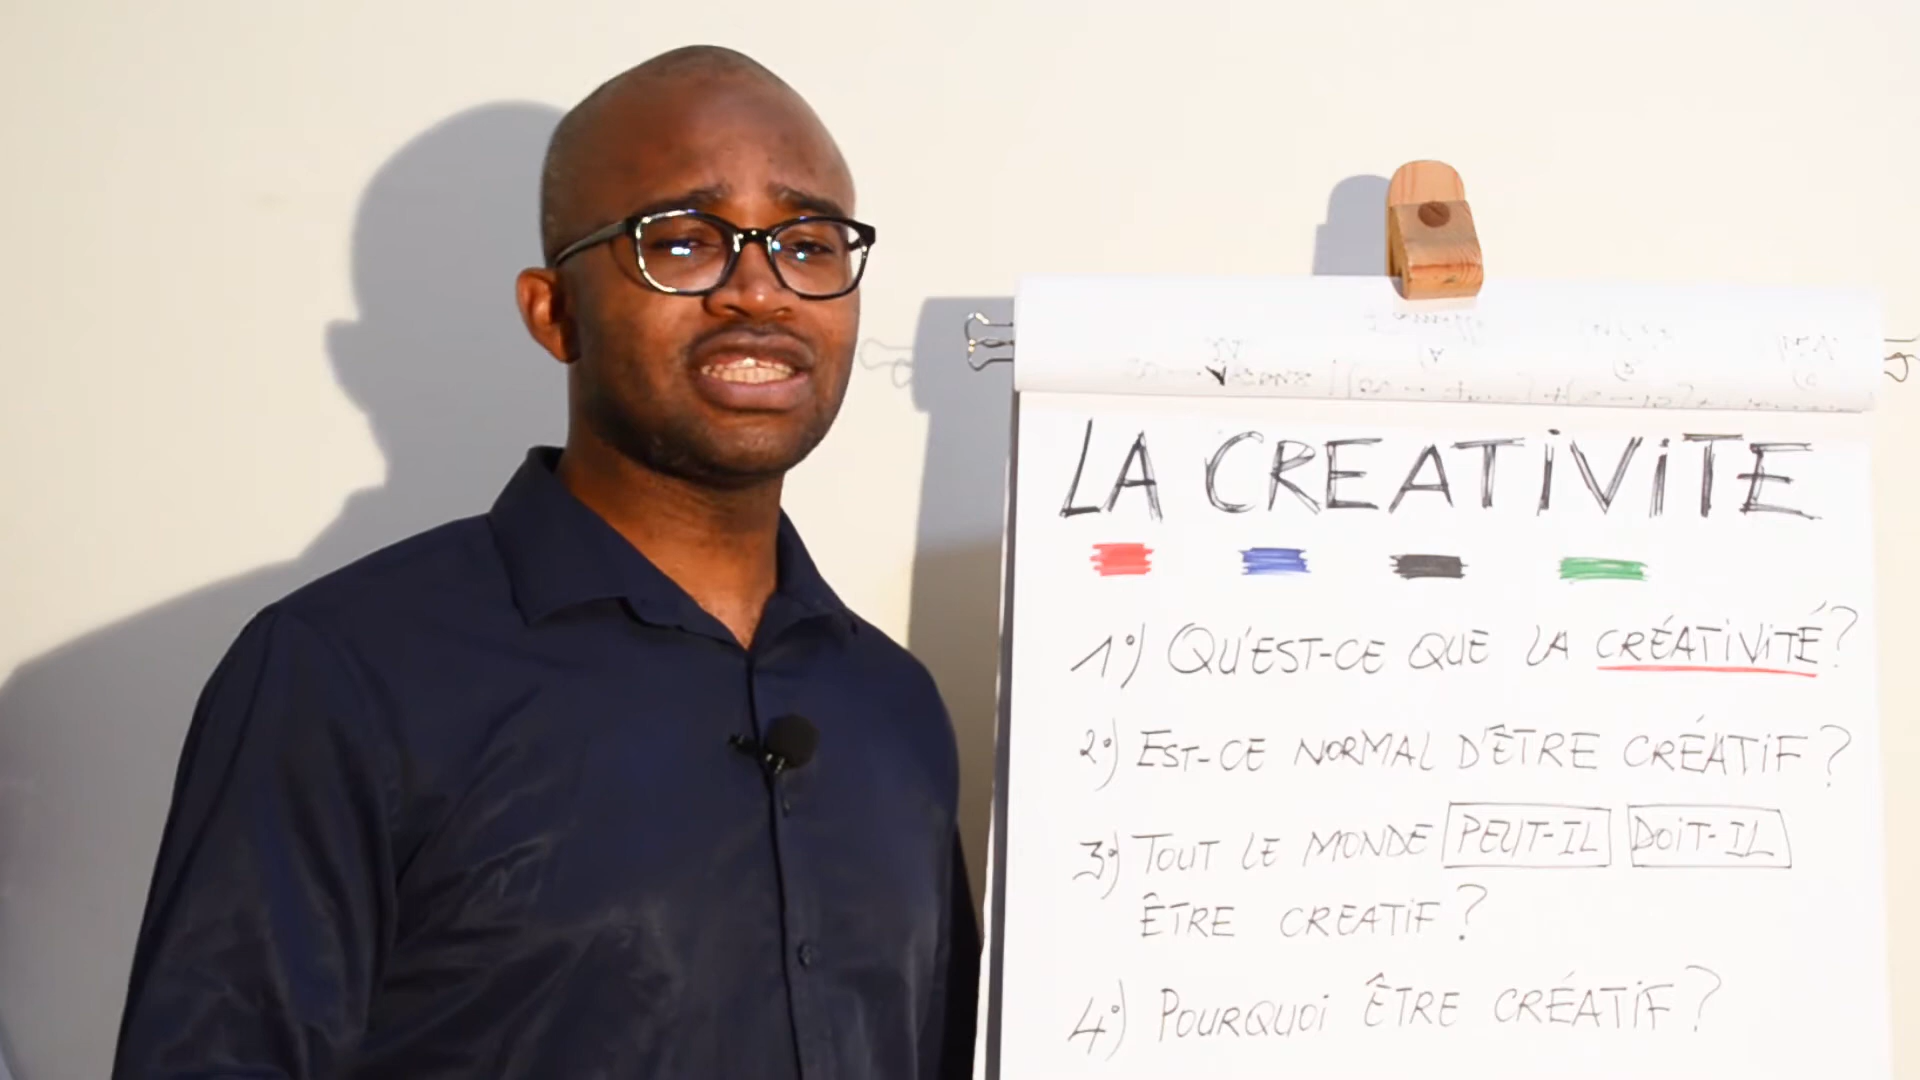 LA CREATiViTE
1°) QU'EST-CE QUE LA CRÉATiViTÉ ?
2°) EST-CE NORMAL D'ÊTRE CRÉATiF ?
3°) TOUT LE MONDE PEUT-IL DOiT-IL
ÊTRE CREATiF ?
4°) POURQUOi ÊTRE CRÉATiF ?